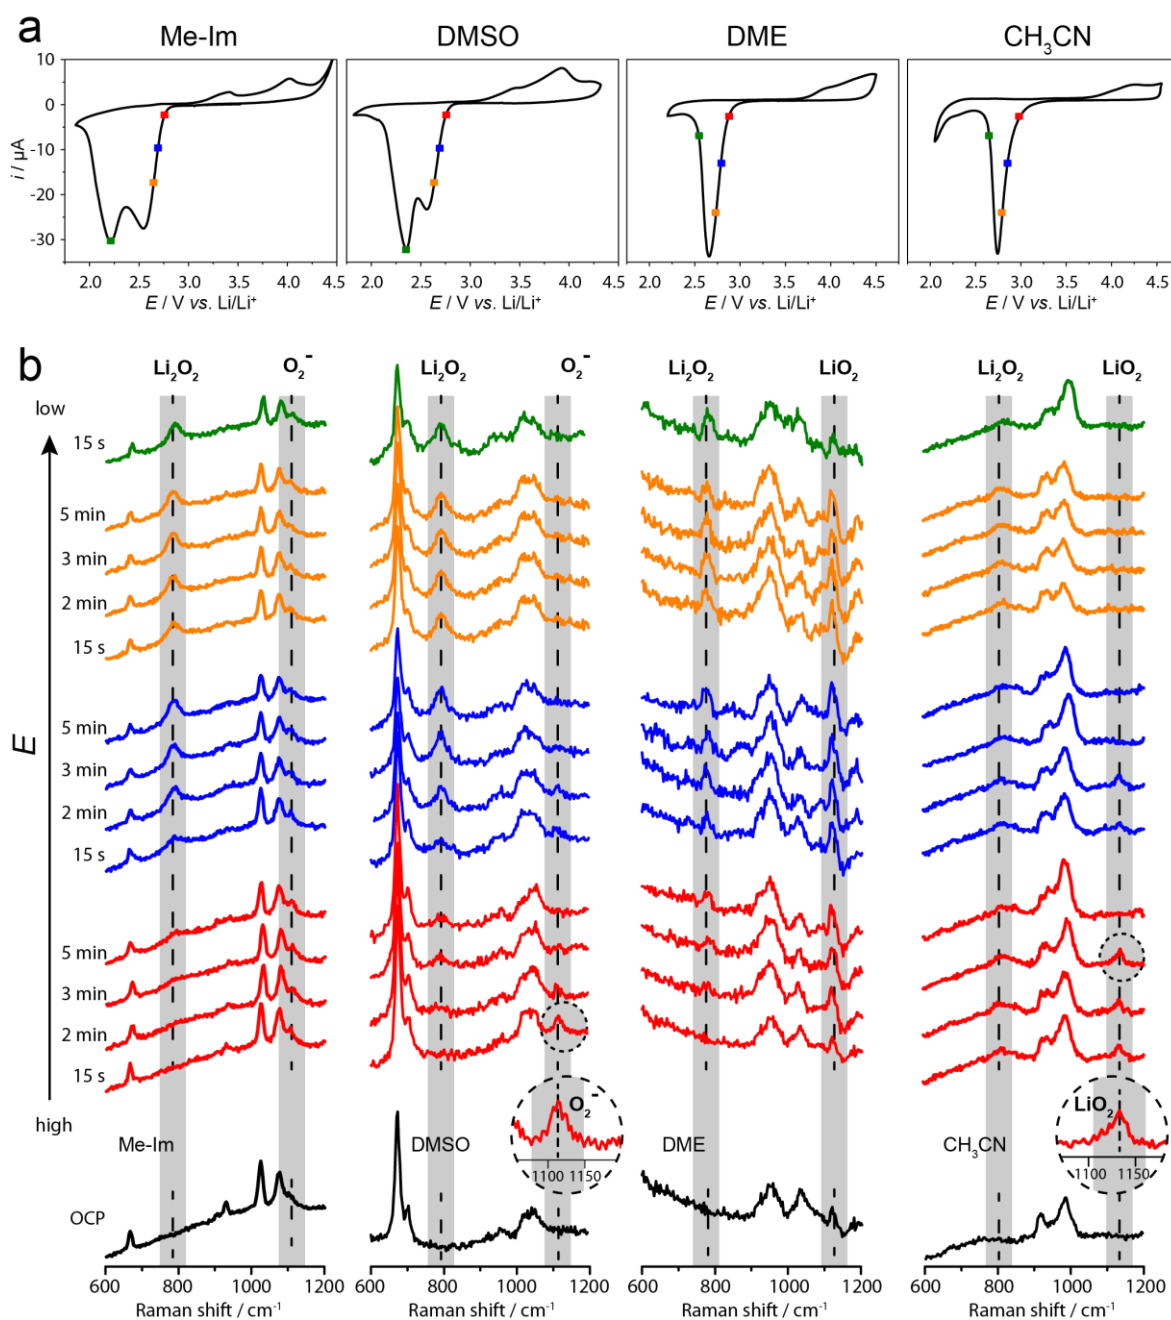 a
Me-Im DMSO DME CH₃CN
10
0
-10
-20
-30
i / µA
2.0 2.5 3.0 3.5 4.0 4.5 2.0 2.5 3.0 3.5 4.0 4.5 2.0 2.5 3.0 3.5 4.0 4.5 2.0 2.5 3.0 3.5 4.0 4.5
E / V vs. Li/Li⁺ E / V vs. Li/Li⁺ E / V vs. Li/Li⁺ E / V vs. Li/Li⁺
b
Li₂O₂ O₂⁻ Li₂O₂ O₂⁻ Li₂O₂ LiO₂ Li₂O₂ LiO₂
low
15 s
5 min
3 min
2 min
15 s
E
5 min
3 min
2 min
15 s
5 min
3 min
2 min
15 s
high
O₂⁻ LiO₂
Me-Im DMSO DME CH₃CN
1100 1150 1100 1150
OCP
600 800 1000 1200 600 800 1000 1200 600 800 1000 1200 600 800 1000 1200
Raman shift / cm⁻¹ Raman shift / cm⁻¹ Raman shift / cm⁻¹ Raman shift / cm⁻¹